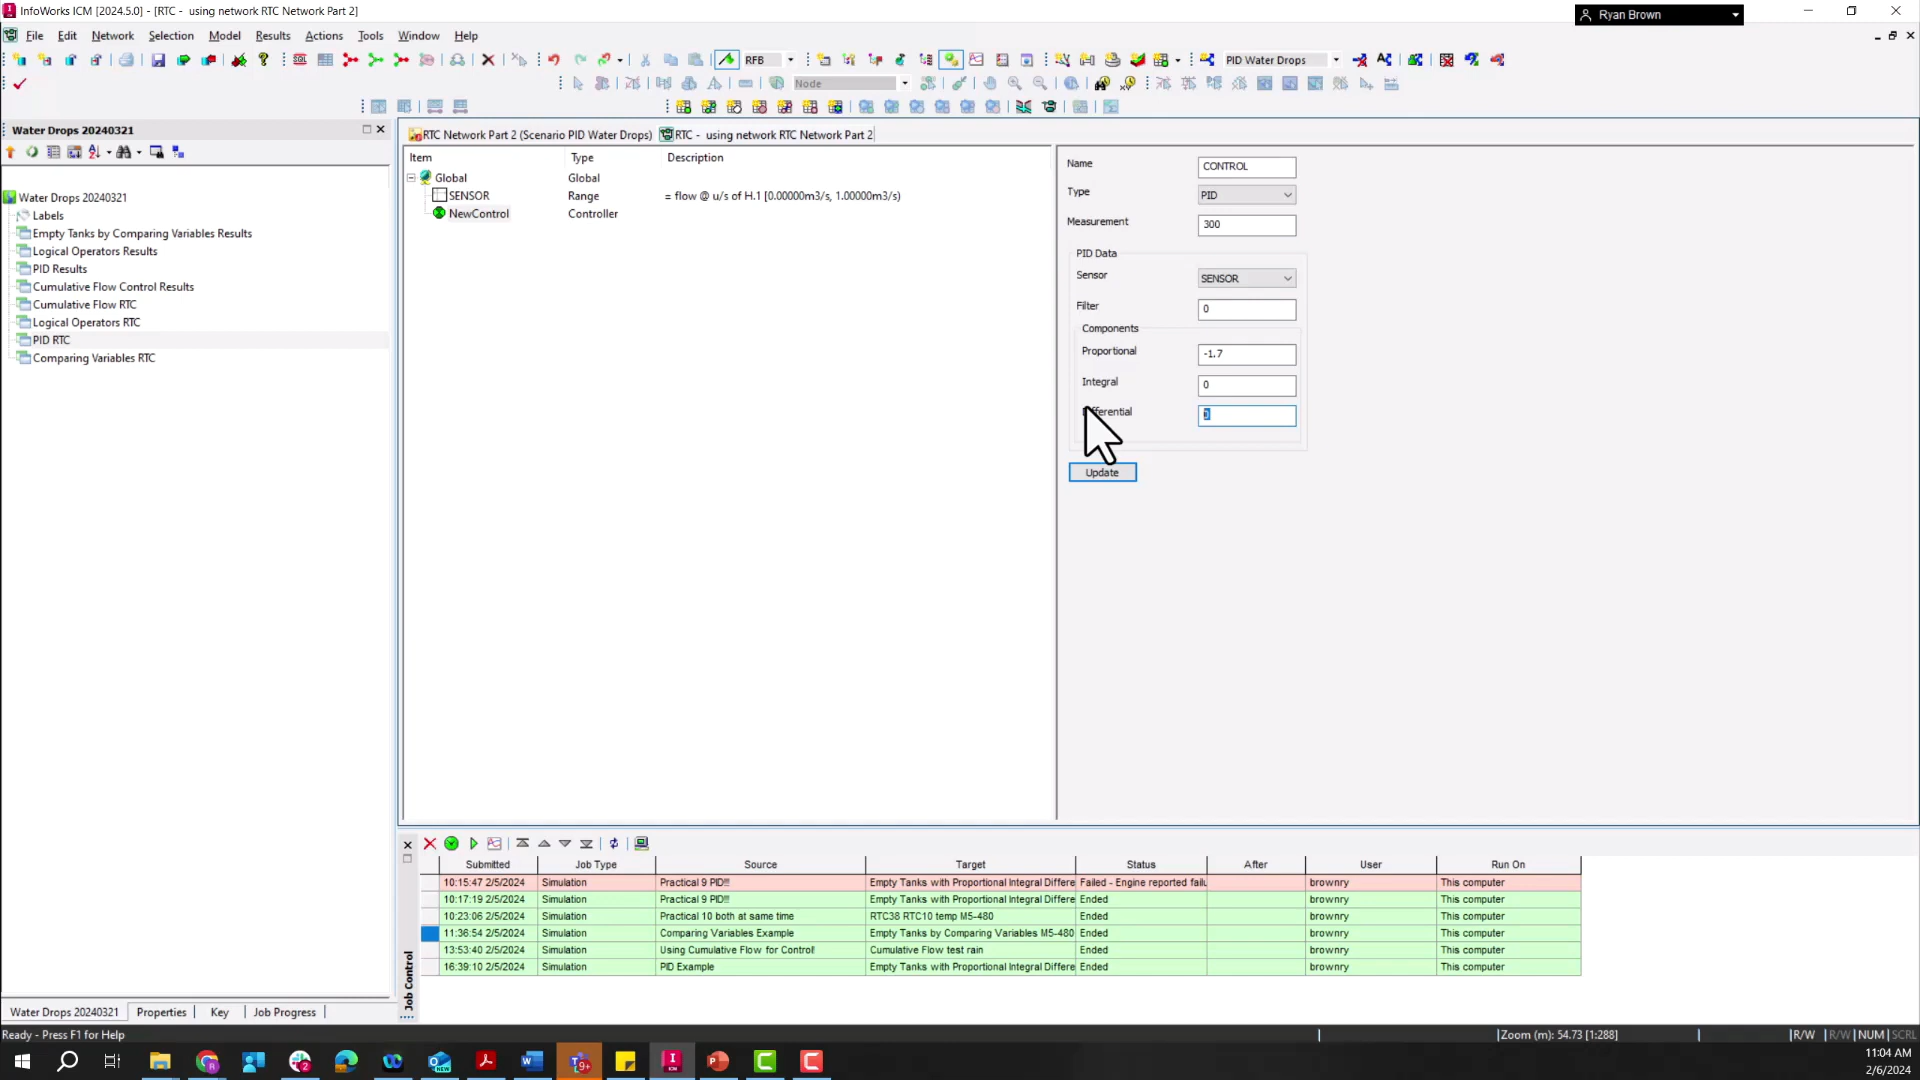 InfoWorks ICM [2024.5.0] - [RTC - using network RTC Network Part 2]
Ryan Brown
File Edit Network Selection Model Results Actions Tools Window Help
RFB
PID Water Drops
Node
Water Drops 20240321
Water Drops 20240321
Labels
Empty Tanks by Comparing Variables Results
Logical Operators Results
PID Results
Cumulative Flow Control Results
Cumulative Flow RTC
Logical Operators RTC
PID RTC
Comparing Variables RTC
RTC Network Part 2 (Scenario PID Water Drops) RTC - using network RTC Network Part 2
Item Type Description
Global Global
SENSOR Range = flow @ u/s of H.1 [0.00000m3/s, 1.00000m3/s]
NewControl Controller
Name CONTROL
Type PID
Measurement 300
PID Data
Sensor SENSOR
Filter 0
Components
Proportional -1.7
Integral 0
Differential 0
Update
Job Control
Submitted Job Type Source Target Status After User Run On
10:15:47 2/5/2024 Simulation Practical 9 PID!!! Empty Tanks with Proportional Integral Differe Failed - Engine reported failu brownry This computer
10:17:19 2/5/2024 Simulation Practical 9 PID!!! Empty Tanks with Proportional Integral Differe Ended brownry This computer
10:23:06 2/5/2024 Simulation Practical 10 both at same time RTC38 RTC10 temp M5-480 Ended brownry This computer
11:36:54 2/5/2024 Simulation Comparing Variables Example Empty Tanks by Comparing Variables M5-480 Ended brownry This computer
13:53:40 2/5/2024 Simulation Using Cumulative Flow for Control! Cumulative Flow test rain Ended brownry This computer
16:39:10 2/5/2024 Simulation PID Example Empty Tanks with Proportional Integral Differe Ended brownry This computer
Water Drops 20240321 Properties Key Job Progress
Ready - Press F1 for Help
Zoom (m): 54.73 [1:288]
R/W R/W NUM SCRL
11:04 AM
2/6/2024